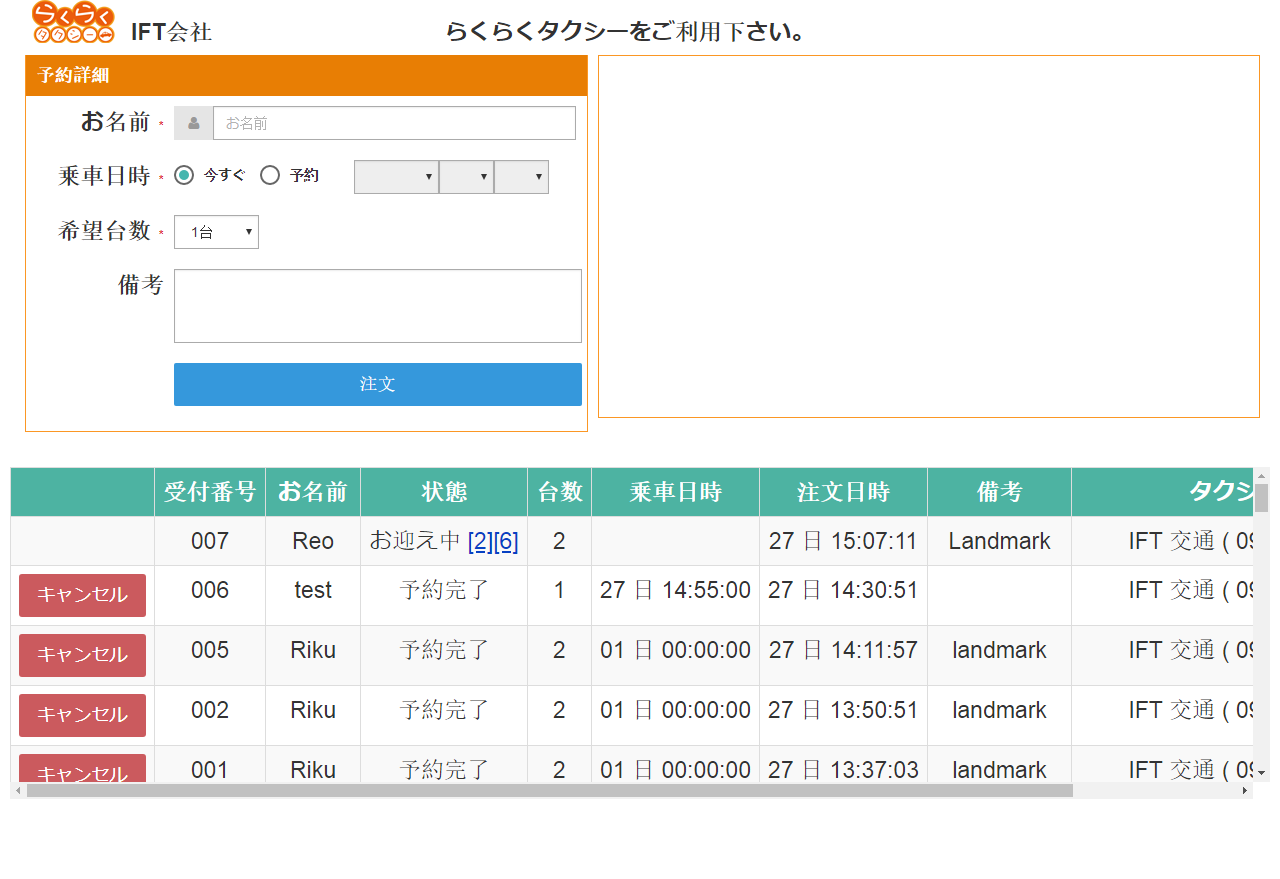 らくらく
タクシー
IFT会社
らくらくタクシーをご利用下さい。
予約詳細
お名前 *
お名前
乗車日時 * 今すぐ 予約
希望台数 * 1台
備考
注文
受付番号 お名前 状態 台数 乗車日時 注文日時 備考 タクシ
007 Reo お迎え中 [2][6] 2 27 日 15:07:11 Landmark IFT 交通 ( 09
キャンセル 006 test 予約完了 1 27 日 14:55:00 27 日 14:30:51 IFT 交通 ( 09
キャンセル 005 Riku 予約完了 2 01 日 00:00:00 27 日 14:11:57 landmark IFT 交通 ( 09
キャンセル 002 Riku 予約完了 2 01 日 00:00:00 27 日 13:50:51 landmark IFT 交通 ( 09
キャンセル 001 Riku 予約完了 2 01 日 00:00:00 27 日 13:37:03 landmark IFT 交通 ( 09